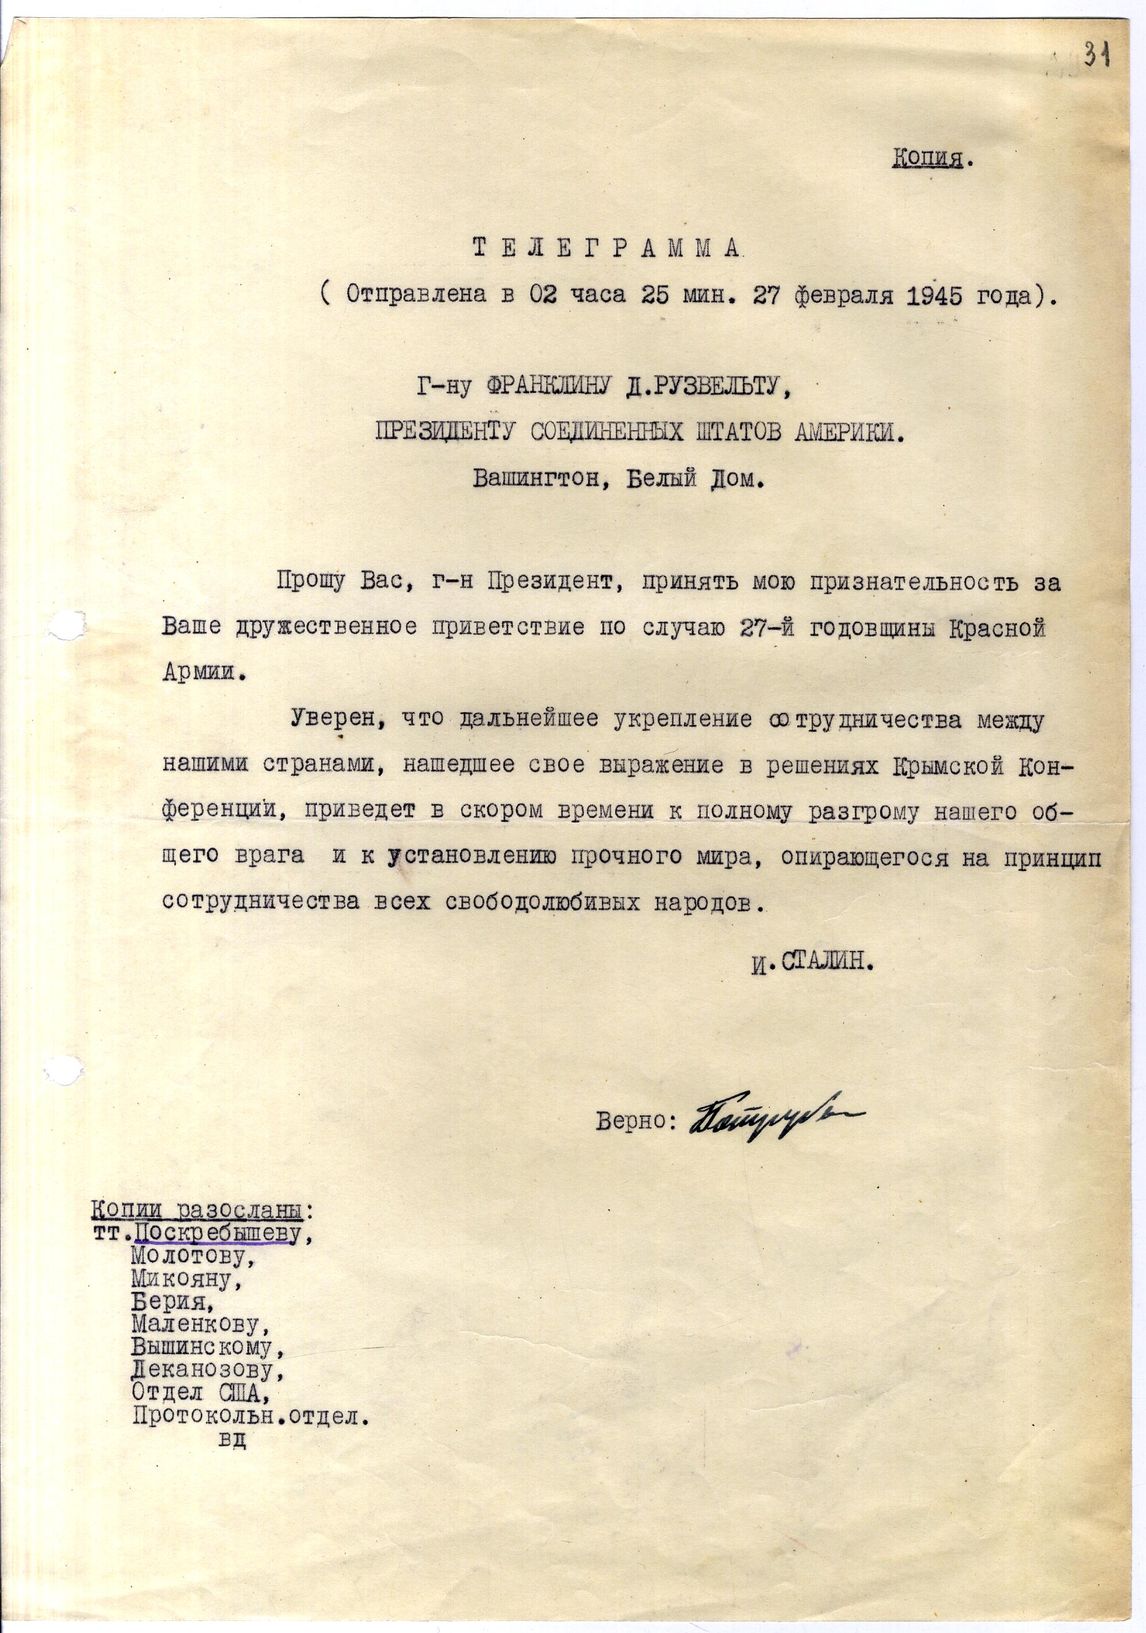 31
Копия.
ТЕЛЕГРАММА
( Отправлена в 02 часа 25 мин. 27 февраля 1945 года).
Г-ну ФРАНКЛИНУ Д.РУЗВЕЛЬТУ,
ПРЕЗИДЕНТУ СОЕДИНЕННЫХ ШТАТОВ АМЕРИКИ.
Вашингтон, Белый Дом.
Прошу Вас, г-н Президент, принять мою признательность за
Ваше дружественное приветствие по случаю 27-й годовщины Красной
Армии.
Уверен, что дальнейшее укрепление сотрудничества между
нашими странами, нашедшее свое выражение в решениях Крымской Кон-
ференции, приведет в скором времени к полному разгрому нашего об-
щего врага и к установлению прочного мира, опирающегося на принцип
сотрудничества всех свободолюбивых народов.
И.СТАЛИН.
Верно:
Копии разосланы:
тт.Поскребышеву,
Молотову,
Микояну,
Берия,
Маленкову,
Вышинскому,
Деканозову,
Отдел США,
Протокольн.отдел.
вд